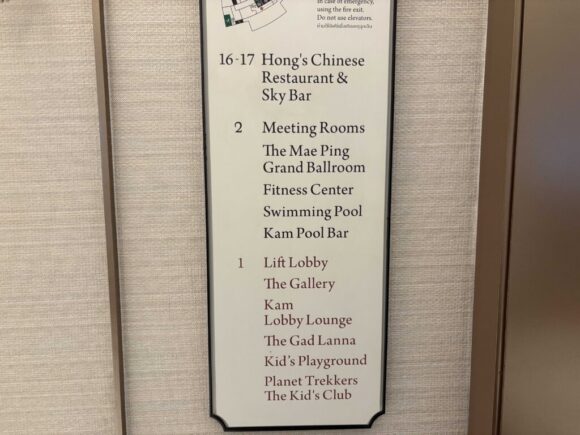 In case of emergency,
using the fire exit.
Do not use elevators.
16-17 Hong's Chinese
Restaurant &
Sky Bar
2 Meeting Rooms
The Mae Ping
Grand Ballroom
Fitness Center
Swimming Pool
Kam Pool Bar
1 Lift Lobby
The Gallery
Kam
Lobby Lounge
The Gad Lanna
Kid's Playground
Planet Trekkers
The Kid's Club